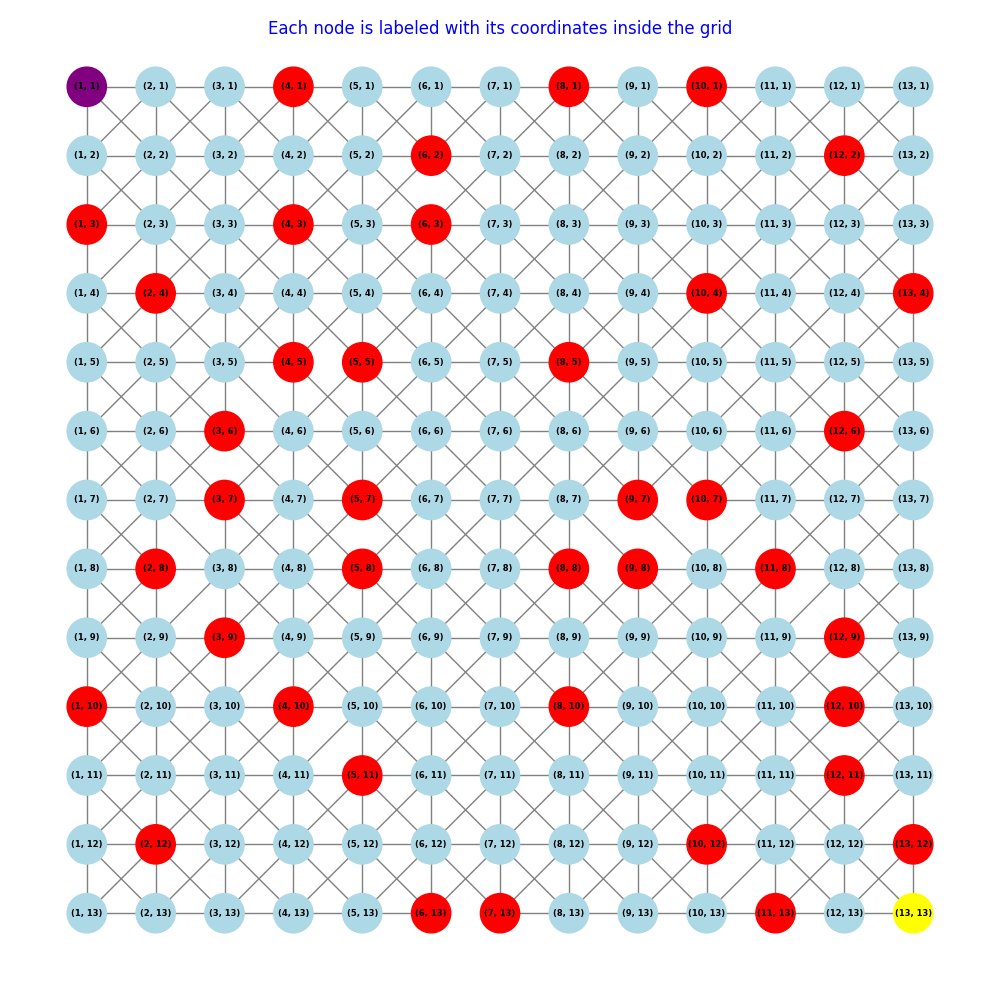 Each node is labeled with its coordinates inside the grid
(1, 1) (2, 1) (3, 1) (4, 1) (5, 1) (6, 1) (7, 1) (8, 1) (9, 1) (10, 1) (11, 1) (12, 1) (13, 1)
(1, 2) (2, 2) (3, 2) (4, 2) (5, 2) (6, 2) (7, 2) (8, 2) (9, 2) (10, 2) (11, 2) (12, 2) (13, 2)
(1, 3) (2, 3) (3, 3) (4, 3) (5, 3) (6, 3) (7, 3) (8, 3) (9, 3) (10, 3) (11, 3) (12, 3) (13, 3)
(1, 4) (2, 4) (3, 4) (4, 4) (5, 4) (6, 4) (7, 4) (8, 4) (9, 4) (10, 4) (11, 4) (12, 4) (13, 4)
(1, 5) (2, 5) (3, 5) (4, 5) (5, 5) (6, 5) (7, 5) (8, 5) (9, 5) (10, 5) (11, 5) (12, 5) (13, 5)
(1, 6) (2, 6) (3, 6) (4, 6) (5, 6) (6, 6) (7, 6) (8, 6) (9, 6) (10, 6) (11, 6) (12, 6) (13, 6)
(1, 7) (2, 7) (3, 7) (4, 7) (5, 7) (6, 7) (7, 7) (8, 7) (9, 7) (10, 7) (11, 7) (12, 7) (13, 7)
(1, 8) (2, 8) (3, 8) (4, 8) (5, 8) (6, 8) (7, 8) (8, 8) (9, 8) (10, 8) (11, 8) (12, 8) (13, 8)
(1, 9) (2, 9) (3, 9) (4, 9) (5, 9) (6, 9) (7, 9) (8, 9) (9, 9) (10, 9) (11, 9) (12, 9) (13, 9)
(1, 10) (2, 10) (3, 10) (4, 10) (5, 10) (6, 10) (7, 10) (8, 10) (9, 10) (10, 10) (11, 10) (12, 10) (13, 10)
(1, 11) (2, 11) (3, 11) (4, 11) (5, 11) (6, 11) (7, 11) (8, 11) (9, 11) (10, 11) (11, 11) (12, 11) (13, 11)
(1, 12) (2, 12) (3, 12) (4, 12) (5, 12) (6, 12) (7, 12) (8, 12) (9, 12) (10, 12) (11, 12) (12, 12) (13, 12)
(1, 13) (2, 13) (3, 13) (4, 13) (5, 13) (6, 13) (7, 13) (8, 13) (9, 13) (10, 13) (11, 13) (12, 13) (13, 13)